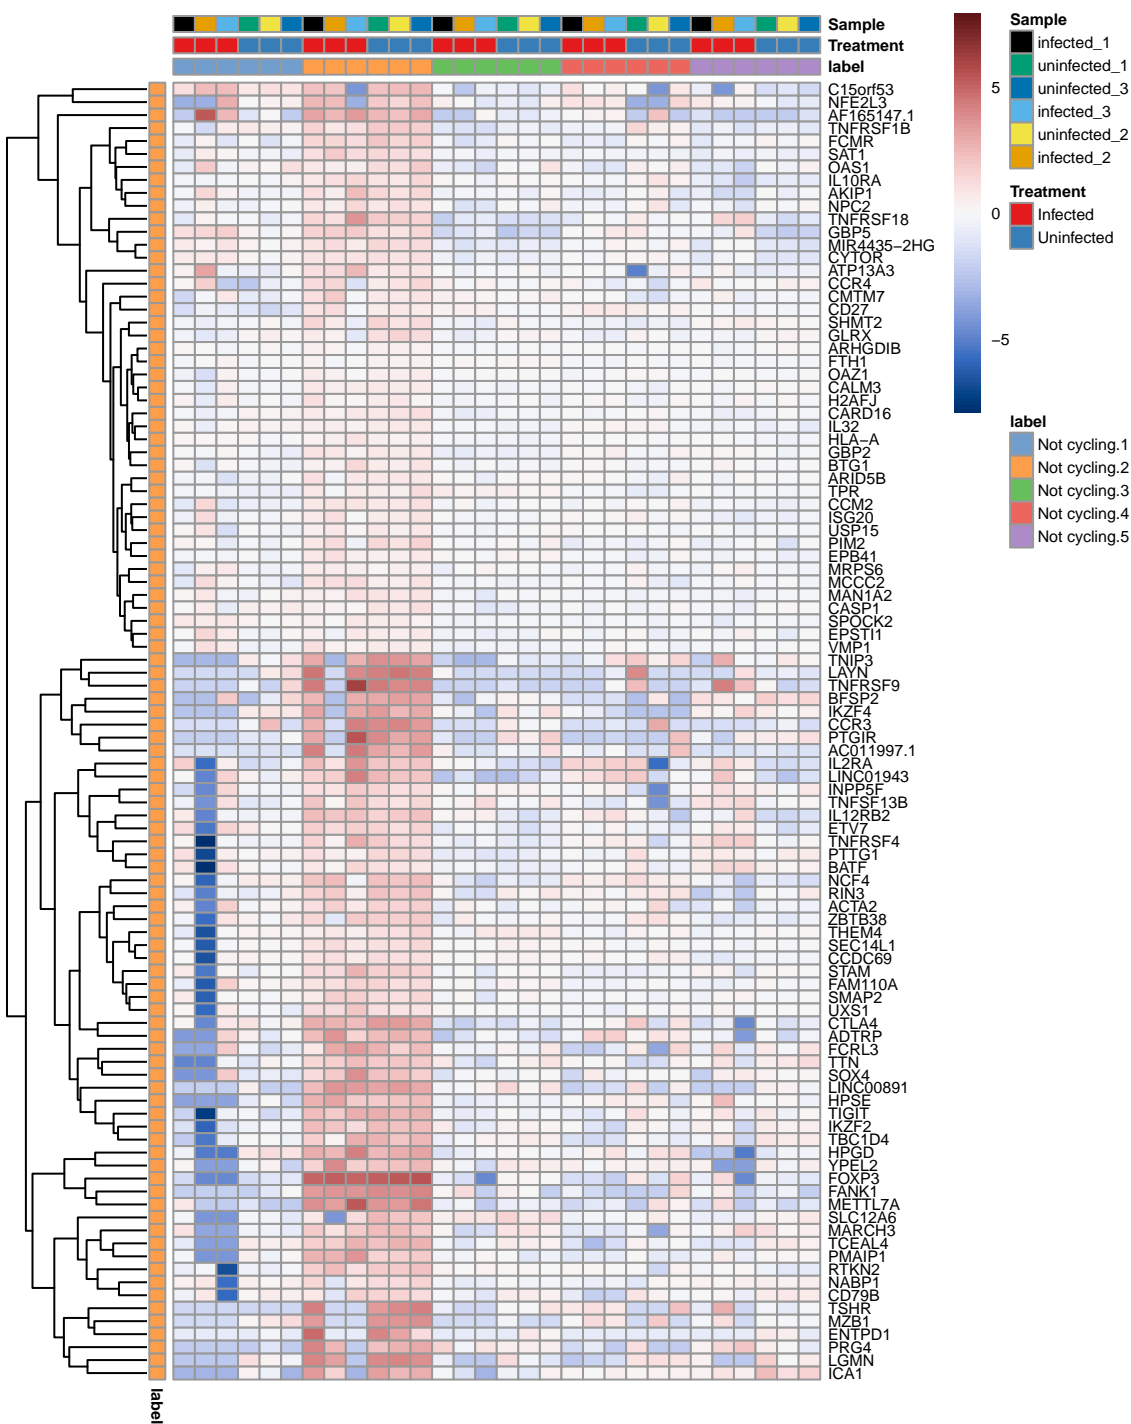 Sample
Treatment
label
C15orf53
NFE2L3
AF165147.1
TNFRSF1B
FCMR
SAT1
OAS1
IL10RA
AKIP1
NPC2
TNFRSF18
GBP5
MIR4435−2HG
CYTOR
ATP13A3
CCR4
CMTM7
CD27
SHMT2
GLRX
ARHGDIB
FTH1
OAZ1
CALM3
H2AFJ
CARD16
IL32
HLA−A
GBP2
BTG1
ARID5B
TPR
CCM2
ISG20
USP15
PIM2
EPB41
MRPS6
MCCC2
MAN1A2
CASP1
SPOCK2
EPSTI1
VMP1
TNIP3
LAYN
TNFRSF9
BFSP2
IKZF4
CCR3
PTGIR
AC011997.1
IL2RA
LINC01943
INPP5F
TNFSF13B
IL12RB2
ETV7
TNFRSF4
PTTG1
BATF
NCF4
RIN3
ACTA2
ZBTB38
THEM4
SEC14L1
CCDC69
STAM
FAM110A
SMAP2
UXS1
CTLA4
ADTRP
FCRL3
TTN
SOX4
LINC00891
HPSE
TIGIT
IKZF2
TBC1D4
HPGD
YPEL2
FOXP3
FANK1
METTL7A
SLC12A6
MARCH3
TCEAL4
PMAIP1
RTKN2
NABP1
CD79B
TSHR
MZB1
ENTPD1
PRG4
LGMN
ICA1
label
5
0
−5
Sample
infected_1
uninfected_1
uninfected_3
infected_3
uninfected_2
infected_2
Treatment
Infected
Uninfected
label
Not cycling.1
Not cycling.2
Not cycling.3
Not cycling.4
Not cycling.5